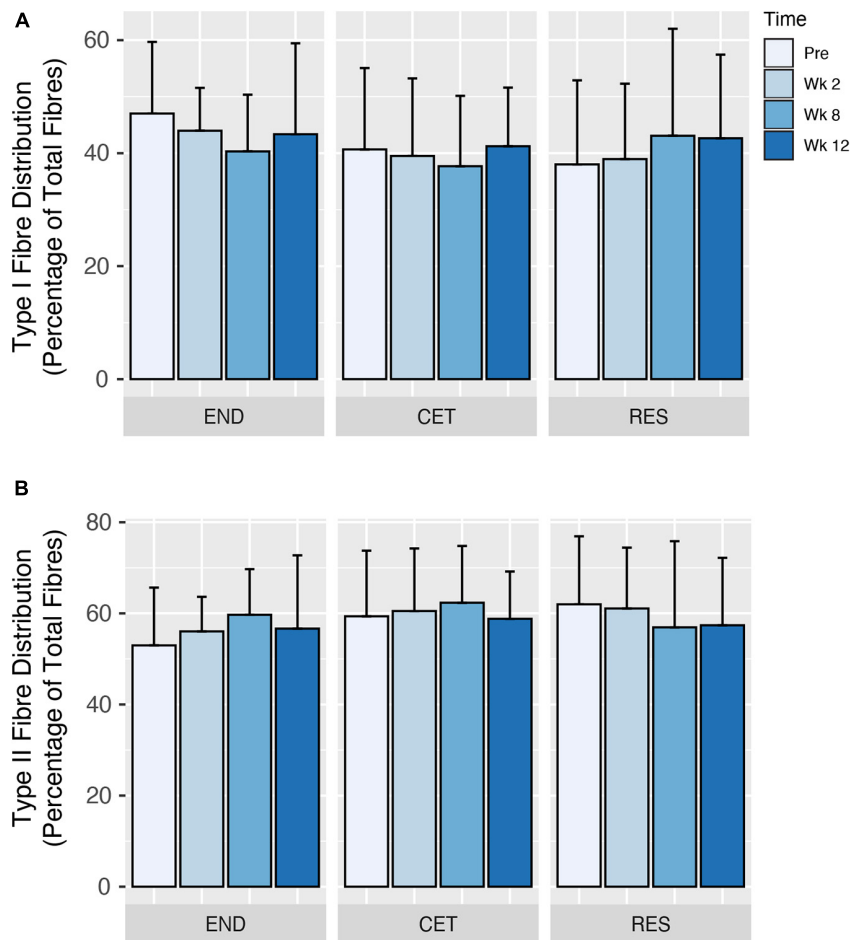 A
Type I Fibre Distribution
(Percentage of Total Fibres)
60
40
20
0
END CET RES
Time
Pre
Wk 2
Wk 8
Wk 12
B
Type II Fibre Distribution
(Percentage of Total Fibres)
80
60
40
20
0
END CET RES